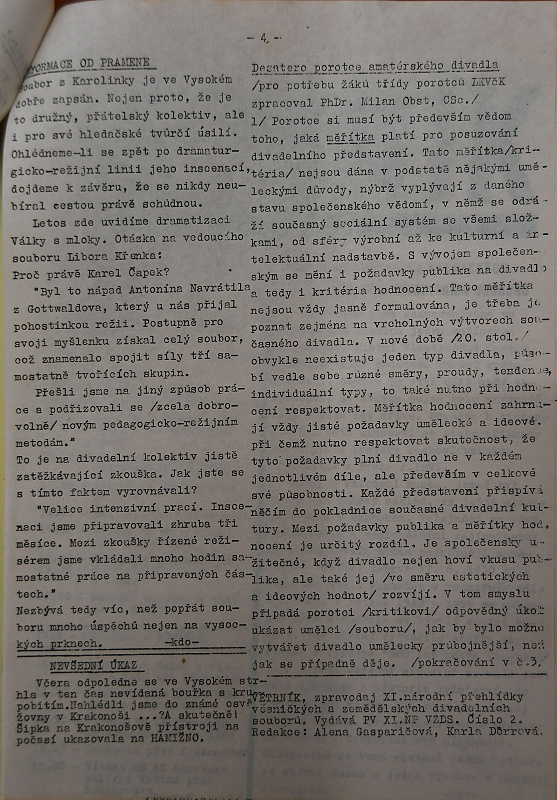 - 4 -
INFORMACE OD PRAMENE
Soubor z Karolinky je ve Vysokém
dobře zapsán. Nejen proto, že je
to družný, přátelský kolektiv, ale
i pro své hledačské tvůrčí úsilí.
Ohlédneme-li se zpět po dramatur-
gicko-režijní linii jeho inscenací,
dojdeme k závěru, že se nikdy neu-
bíral cestou právě schůdnou.
Letos zde uvidíme dramatizaci
Války s mloky. Otázka na vedoucího
souboru Libora Křenka:
Proč právě Karel Čapek?
"Byl to nápad Antonína Navrátila
z Gottwaldova, který u nás přijal
pohostinkou režii. Postupně pro
svoji myšlenku získal celý soubor,
což znamenalo spojit síly tří sa-
mostatně tvořících skupin.
Přešli jsme na jiný způsob prá-
ce a podřizovali se /zcela dobro-
volně/ novým pedagogicko-režijním
metodám."
To je na divadelní kolektiv jistě
zatěžkávající zkouška. Jak jste se
s tímto faktem vyrovnávali?
"Velice intenzivní prací. Insce-
naci jsme připravovali zhruba tři
měsíce. Mezi zkoušky řízené reži-
sérem jsme vkládali mnoho hodin sa-
mostatné práce na připravených čás-
tech."
Nezbývá tedy víc, než popřát sou-
boru mnoho úspěchů nejen na vysoc-
kých prknech. -kdo-
NEVŠEDNÍ ÚKAZ
Včera odpoledne se ve Vysokém str-
hla v ten čas nevídaná bouřka s kru-
pobitím. Nahlédli jsme do známé osvě-
žovny v Krakonoši ...? A skutečně!
Šipka na Krakonošově přístroji na
počasí ukazovala na HAMIŽNO.
Desatero porotce amatérského divadla
/pro potřebu žáků třídy porotců LKVčK
zpracoval PhDr. Milan Obst, CSc./
1/ Porotce si musí být především vědom
toho, jaká měřítka platí pro posuzování
divadelního představení. Tato měřítka/kri-
téria/ nejsou dána v podstatě nějakými umě-
leckými důvody, nýbrž vyplývají z daného
stavu společenského vědomí, v němž se odrá-
ží současný sociální systém se všemi slož-
kami, od sféry výrobní až ke kulturní a in-
telektuální nadstavbě. S vývojem společen-
ským se mění i požadavky publika na divadlo
a tedy i kritéria hodnocení. Tato měřítka
nejsou vždy jasně formulována, je třeba je
poznat zejména na vrcholných výtvorech sou-
časného divadla. V nové době /20. stol./
obvykle neexistuje jeden typ divadla, půso-
bí vedle sebe různé směry, proudy, tendence,
individuální typy, to také nutno při hodno-
cení respektovat. Měřítka hodnocení zahrnu-
jí vždy jisté požadavky umělecké a ideové.
při čemž nutno respektovat skutečnost, že
tyto požadavky plní divadlo ne v každém
jednotlivém díle, ale především v celkové
své působnosti. Každé představení přispívá
něčím do pokladnice současné divadelní kul-
tury. Mezi požadavky publika a měřítky hod-
nocení je určitý rozdíl. Je společensky u-
žitečné, když divadlo nejen hoví vkusu pub-
lika, ale také jej /ve směru estetických
a ideových hodnot/ rozvíjí. V tom smyslu
připadá porotci /kritikovi/ odpovědný úkol
ukázat umělci /souboru/, jak by bylo možno
vytvářet divadlo umělecky průbojnější, než
jak se případně děje. /pokračování v č.3./
VĚTRNÍK, zpravodaj XI.národní přehlídky
vesnických a zemědělských divadelních
souborů. Vydává PV XI.NP VZDS. Číslo 2.
Redakce: Alena Gasparičová, Karla Dörrová.